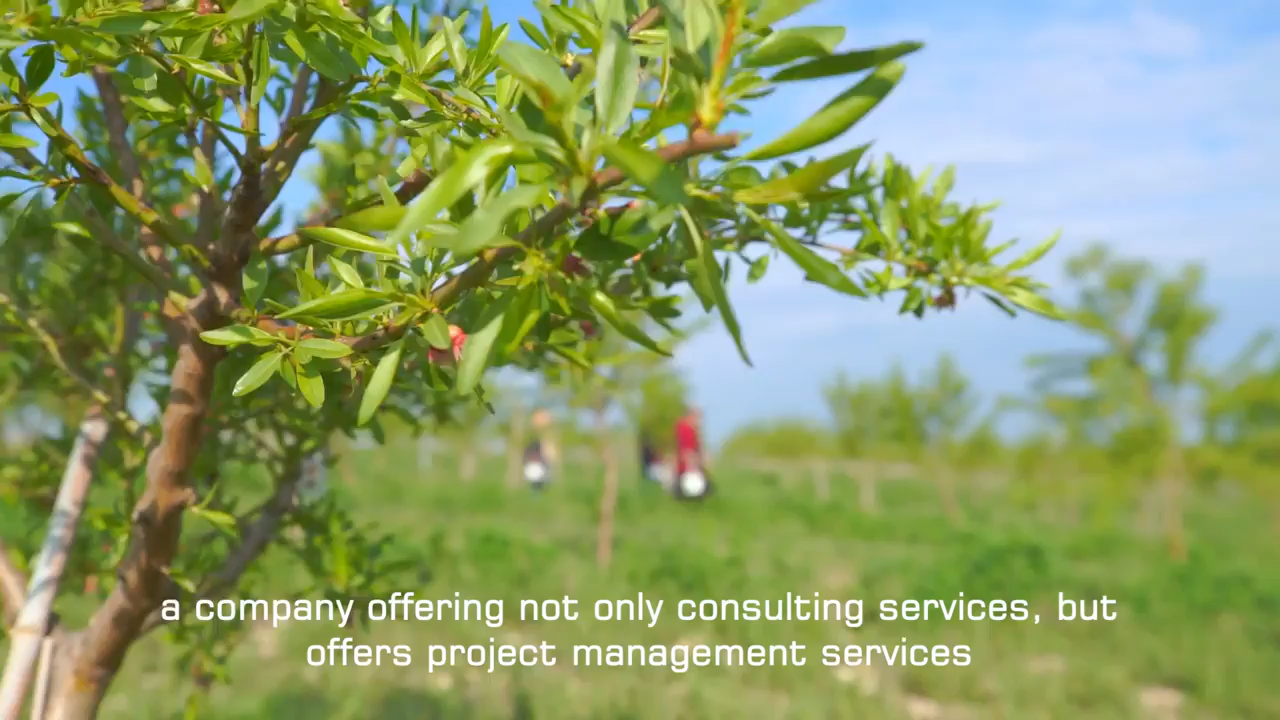 a company offering not only consulting services, but
offers project management services